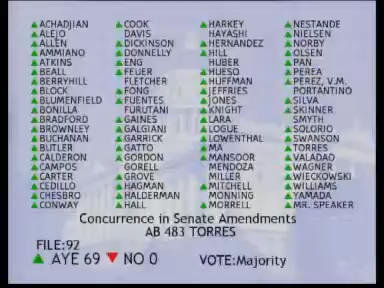 ACHADJIAN COOK HARKEY NESTANDE
ALEJO DAVIS HAYASHI NIELSEN
ALLEN DICKINSON HERNANDEZ NORBY
AMMIANO DONNELLY HILL OLSEN
ATKINS ENG HUBER PAN
BEALL FEUER HUESO PEREA
BERRYHILL FLETCHER HUFFMAN PEREZ, V.M.
BLOCK FONG JEFFRIES PORTANTINO
BLUMENFIELD FUENTES JONES SILVA
BONILLA FURUTANI KNIGHT SKINNER
BRADFORD GAINES LARA SMYTH
BROWNLEY GALGIANI LOGUE SOLORIO
BUCHANAN GARRICK LOWENTHAL SWANSON
BUTLER GATTO MA TORRES
CALDERON GORDON MANSOOR VALADAO
CAMPOS GORELL MENDOZA WAGNER
CARTER GROVE MILLER WIECKOWSKI
CEDILLO HAGMAN MITCHELL WILLIAMS
CHESBRO HALDERMAN MONNING YAMADA
CONWAY HALL MORRELL MR. SPEAKER
Concurrence in Senate Amendments
AB 483 TORRES
FILE:92
AYE 69 NO 0 VOTE:Majority